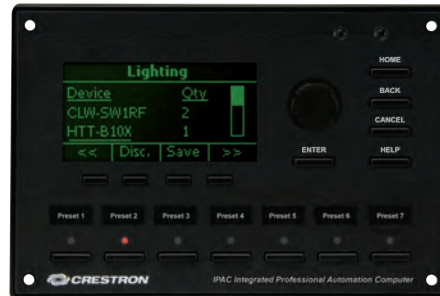 Lighting
Device Qty
CLW-SW1RF 2
HTT-B10X 1
<< Disc. Save >>
HOME
BACK
CANCEL
ENTER HELP
Preset 1 Preset 2 Preset 3 Preset 4 Preset 5 Preset 6 Preset 7
CRESTRON IPAC Integrated Professional Automation Computer